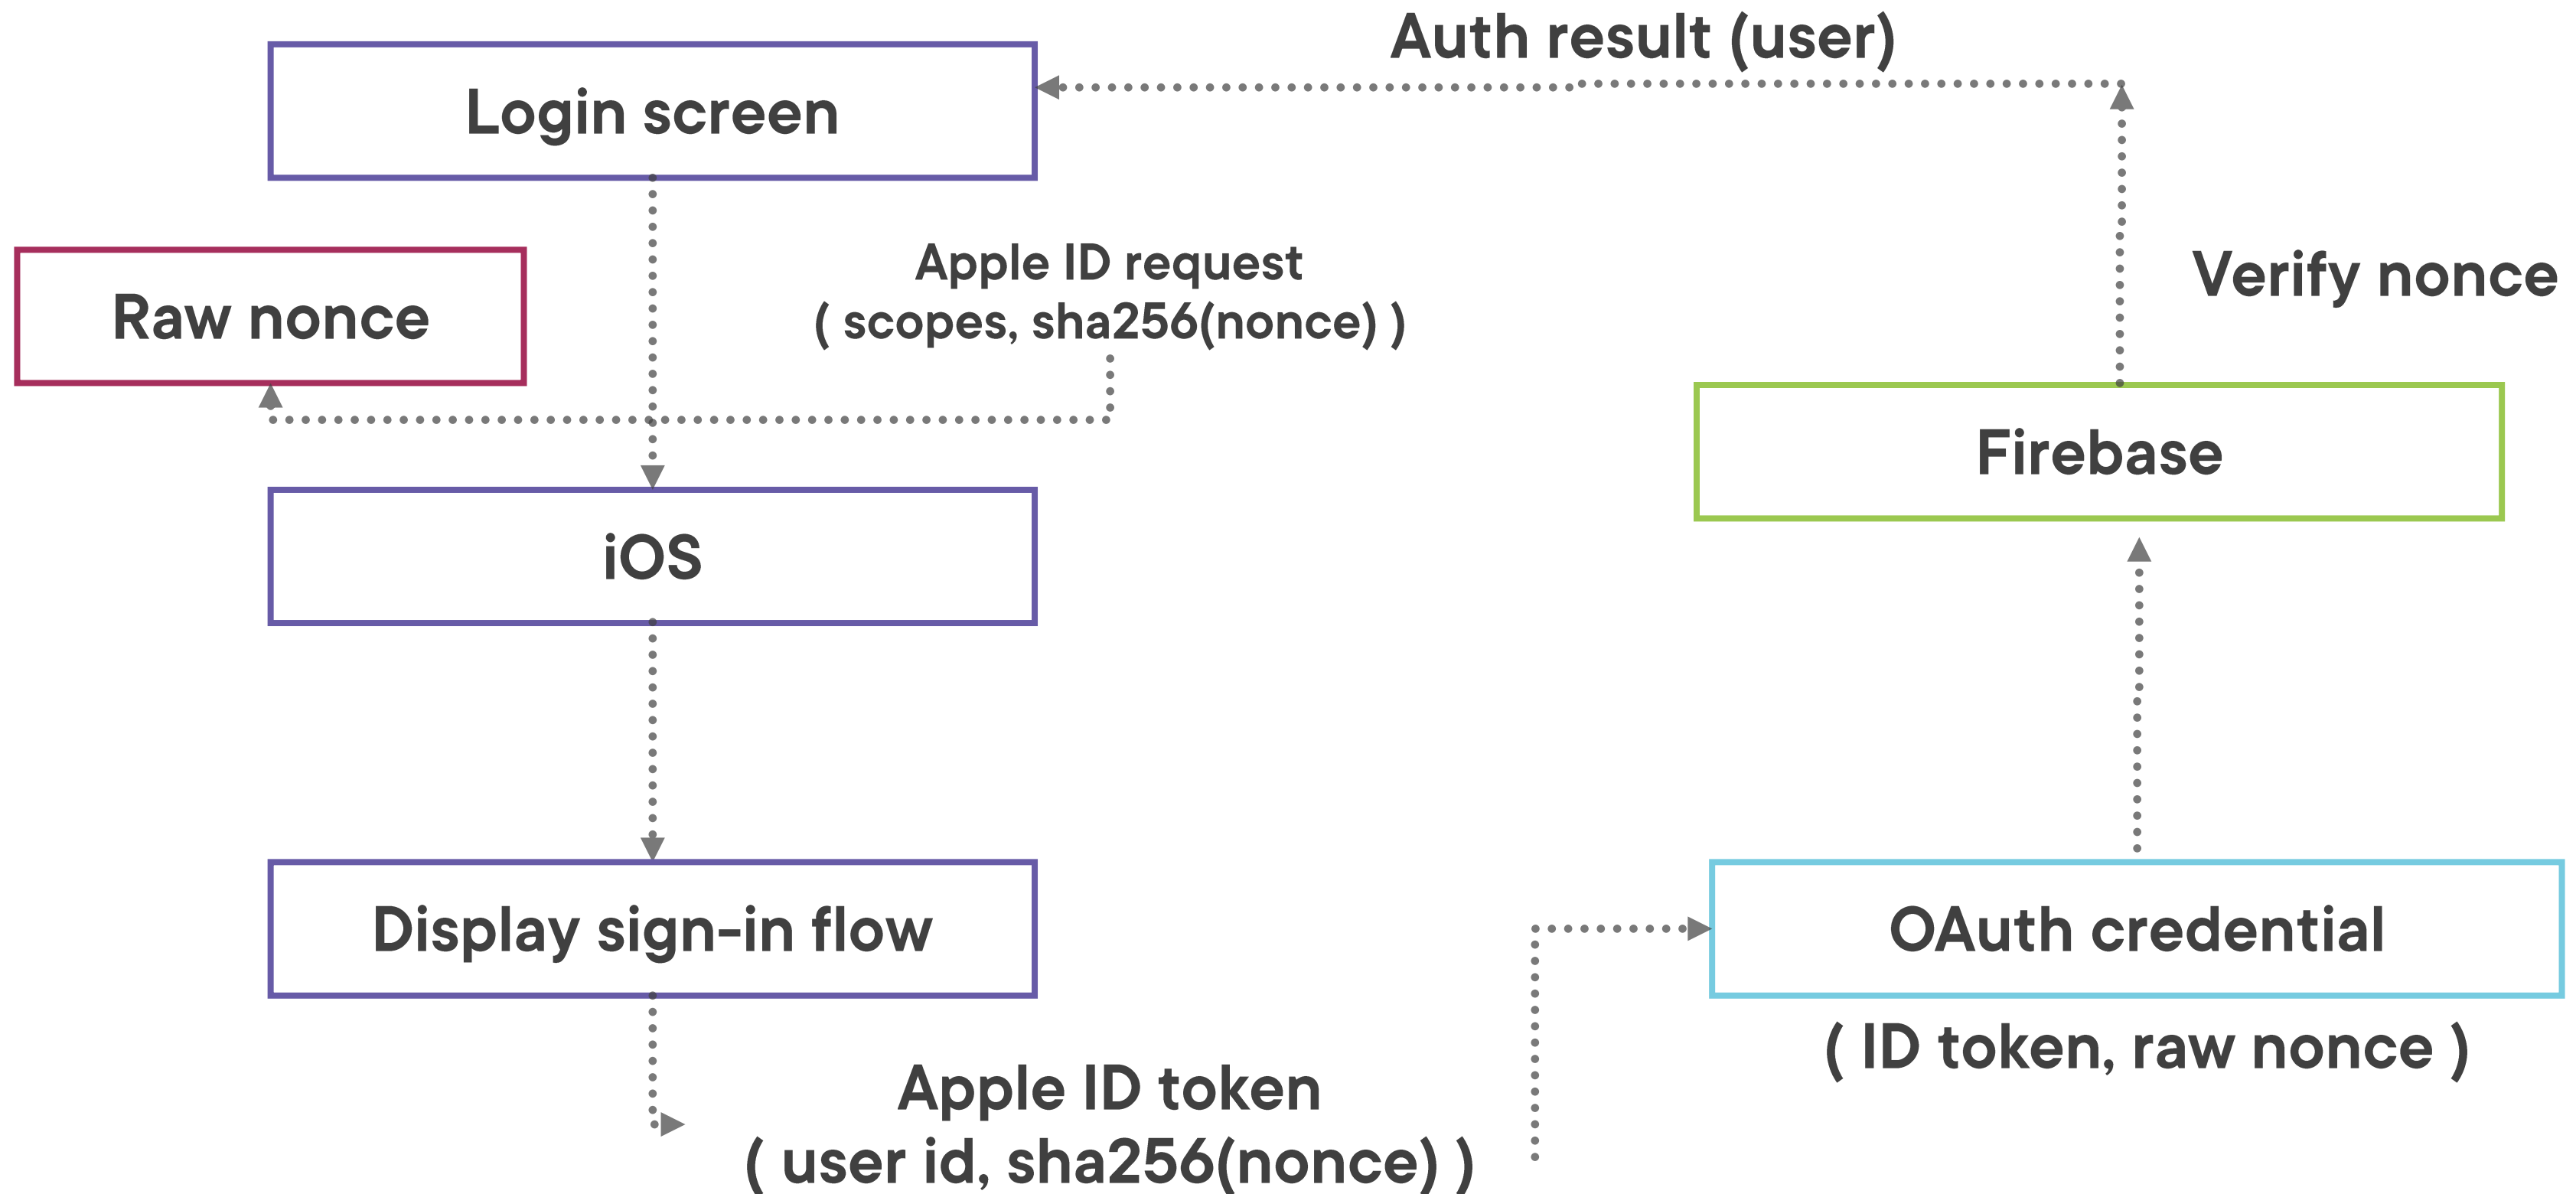 Auth result (user)
Login screen
Apple ID request
( scopes, sha256(nonce) )
Raw nonce
Verify nonce
Firebase
iOS
Display sign-in flow
OAuth credential
( ID token, raw nonce )
Apple ID token
( user id, sha256(nonce) )